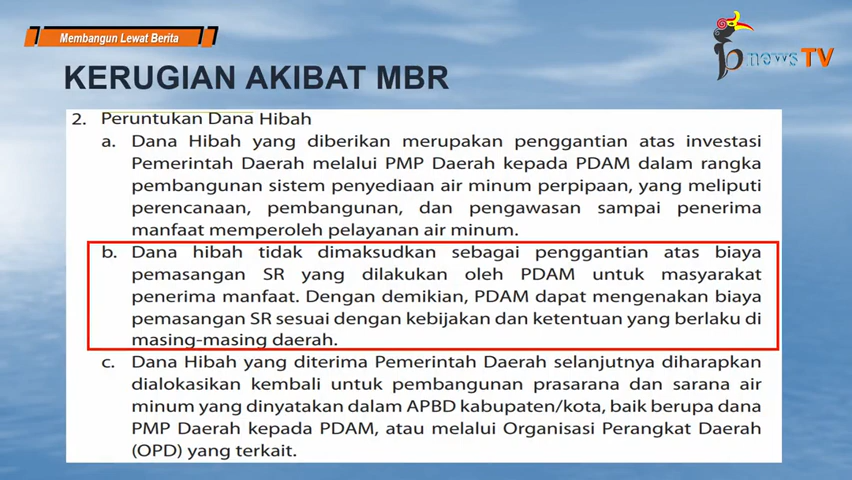 Membangun Lewat Berita
pnewsTV
KERUGIAN AKIBAT MBR
2. Peruntukan Dana Hibah
a. Dana Hibah yang diberikan merupakan penggantian atas investasi
Pemerintah Daerah melalui PMP Daerah kepada PDAM dalam rangka
pembangunan sistem penyediaan air minum perpipaan, yang meliputi
perencanaan, pembangunan, dan pengawasan sampai penerima
manfaat memperoleh pelayanan air minum.
b. Dana hibah tidak dimaksudkan sebagai penggantian atas biaya
pemasangan SR yang dilakukan oleh PDAM untuk masyarakat
penerima manfaat. Dengan demikian, PDAM dapat mengenakan biaya
pemasangan SR sesuai dengan kebijakan dan ketentuan yang berlaku di
masing-masing daerah.
c. Dana Hibah yang diterima Pemerintah Daerah selanjutnya diharapkan
dialokasikan kembali untuk pembangunan prasarana dan sarana air
minum yang dinyatakan dalam APBD kabupaten/kota, baik berupa dana
PMP Daerah kepada PDAM, atau melalui Organisasi Perangkat Daerah
(OPD) yang terkait.